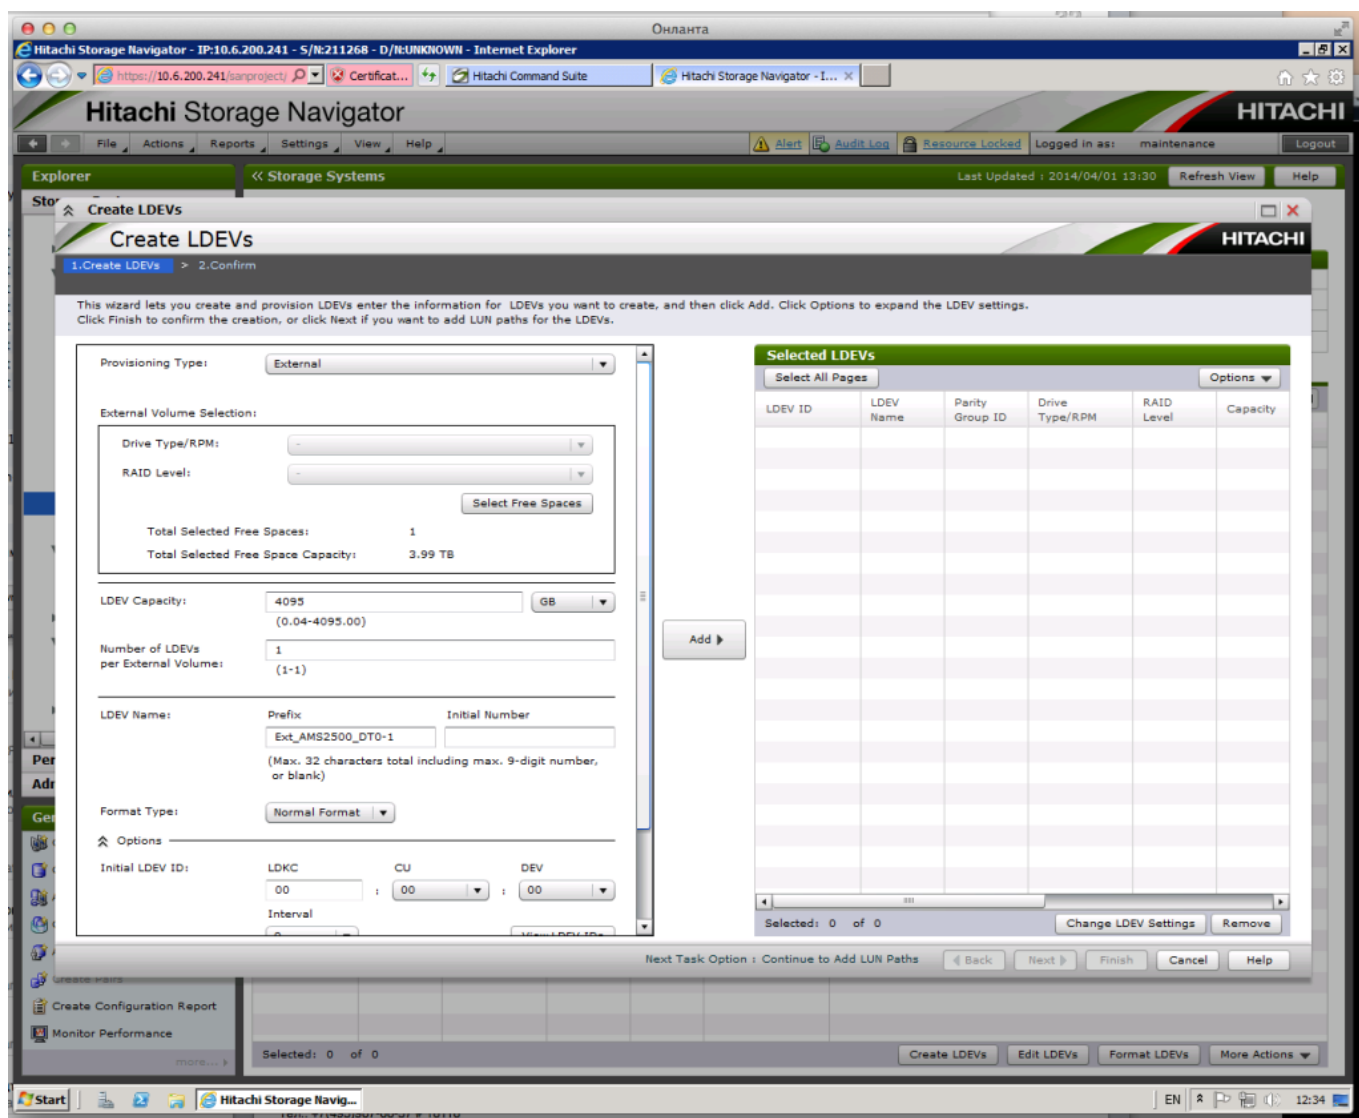 Онланта
Hitachi Storage Navigator - IP:10.6.200.241 - S/N:211268 - D/N:UNKNOWN - Internet Explorer
https://10.6.200.241/sanproject/
Certificat...
Hitachi Command Suite
Hitachi Storage Navigator - I...
Hitachi Storage Navigator
HITACHI
File Actions Reports Settings View Help
Alert Audit Log Resource Locked Logged in as: maintenance Logout
Explorer
<< Storage Systems
Last Updated : 2014/04/01 13:30 Refresh View Help
Create LDEVs
Create LDEVs
HITACHI
1.Create LDEVs > 2.Confirm
This wizard lets you create and provision LDEVs enter the information for LDEVs you want to create, and then click Add. Click Options to expand the LDEV settings.
Click Finish to confirm the creation, or click Next if you want to add LUN paths for the LDEVs.
Provisioning Type: External
External Volume Selection:
Drive Type/RPM: -
RAID Level: -
Select Free Spaces
Total Selected Free Spaces: 1
Total Selected Free Space Capacity: 3.99 TB
LDEV Capacity: 4095 GB
(0.04-4095.00)
Number of LDEVs
per External Volume: 1
(1-1)
LDEV Name: Prefix Initial Number
Ext_AMS2500_DT0-1
(Max. 32 characters total including max. 9-digit number,
or blank)
Format Type: Normal Format
Options
Initial LDEV ID: LDKC CU DEV
00 : 00 : 00
Interval
0 View LDEV IDs
Add
Selected LDEVs
Select All Pages Options
LDEV ID LDEV Name Parity Group ID Drive Type/RPM RAID Level Capacity
Selected: 0 of 0 Change LDEV Settings Remove
Next Task Option : Continue to Add LUN Paths Back Next Finish Cancel Help
Create Pairs
Create Configuration Report
Monitor Performance
more...
Selected: 0 of 0 Create LDEVs Edit LDEVs Format LDEVs More Actions
Start Hitachi Storage Navig... EN 12:34